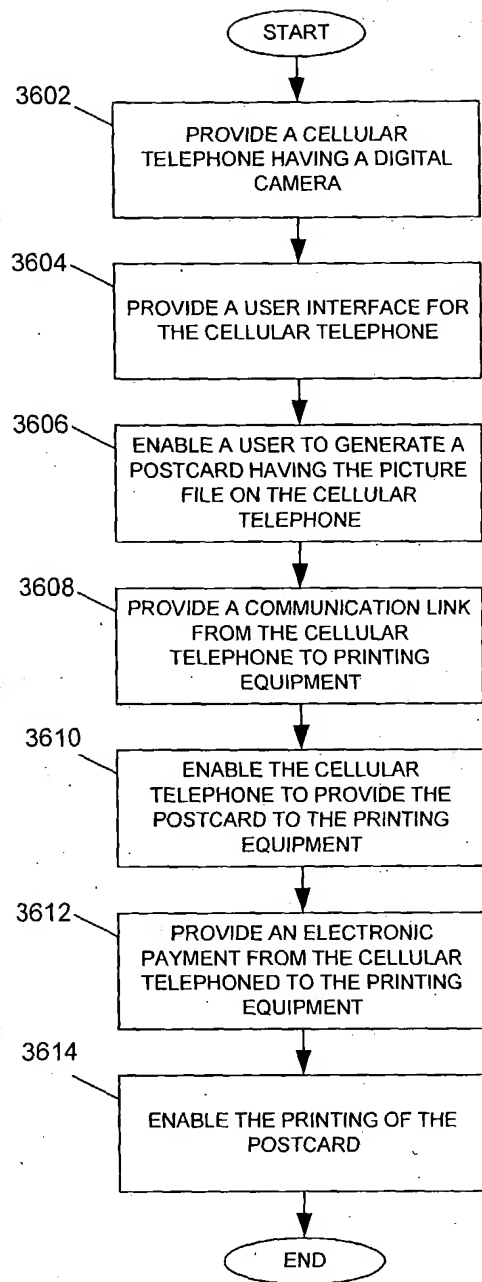 START
3602
PROVIDE A CELLULAR
TELEPHONE HAVING A DIGITAL
CAMERA
3604
PROVIDE A USER INTERFACE FOR
THE CELLULAR TELEPHONE
3606
ENABLE A USER TO GENERATE A
POSTCARD HAVING THE PICTURE
FILE ON THE CELLULAR
TELEPHONE
3608
PROVIDE A COMMUNICATION LINK
FROM THE CELLULAR
TELEPHONE TO PRINTING
EQUIPMENT
3610
ENABLE THE CELLULAR
TELEPHONE TO PROVIDE THE
POSTCARD TO THE PRINTING
EQUIPMENT
3612
PROVIDE AN ELECTRONIC
PAYMENT FROM THE CELLULAR
TELEPHONED TO THE PRINTING
EQUIPMENT
3614
ENABLE THE PRINTING OF THE
POSTCARD
END